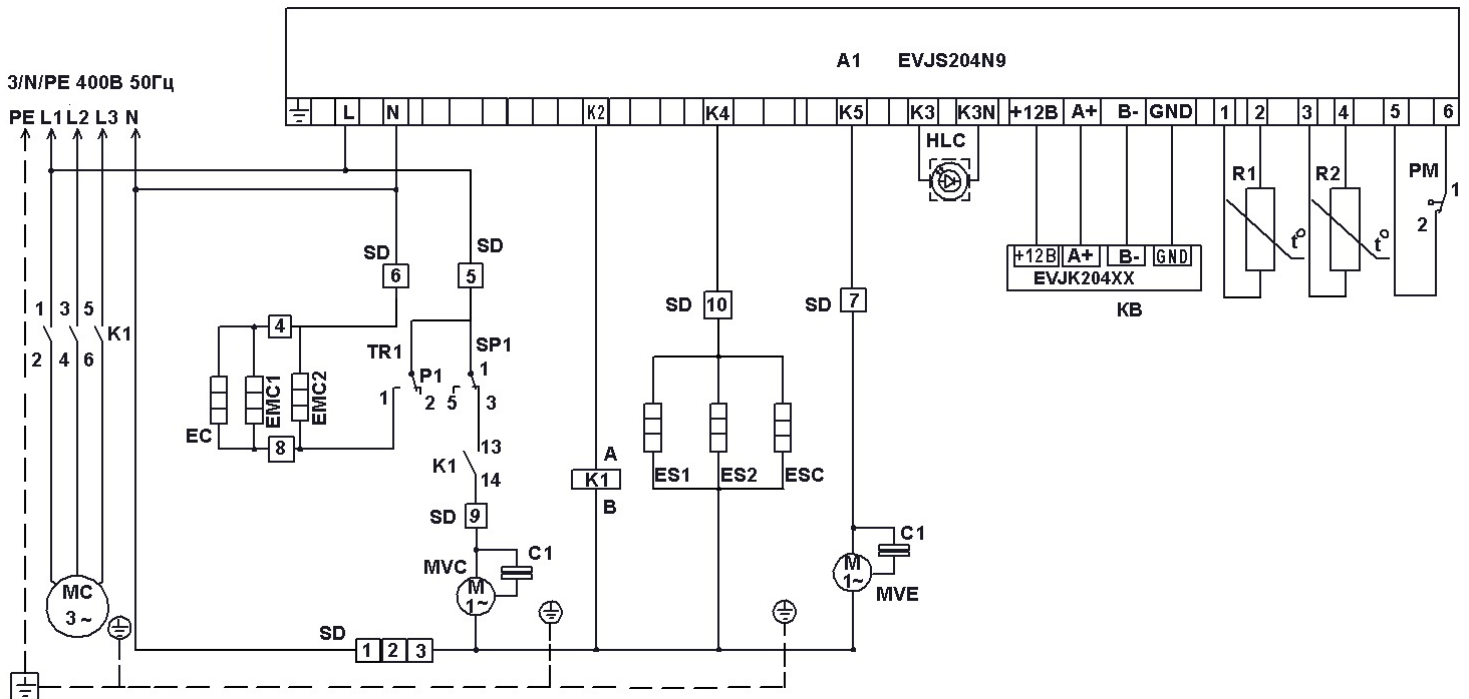 A1 EVJS204N9
3/N/PE 400В 50Гц
PE L1 L2 L3 N
L N K2 K4 K5 K3 K3N +12В A+ B- GND 1 2 3 4 5 6
HLC
R1 R2 PM
1
2
t° t°
SD SD
6 5
+12В A+ B- GND
EVJK204XX
КВ
SD 10
SD 7
1 3 5
K1
2 4 6
4
TR1 SP1
P1 1
1 2 5 3
EC EMC1 EMC2
8
13
K1
14
SD 9
A
K1
B
ES1 ES2 ESC
MVC
C1
M
1~
C1
M
1~
MVE
MC
3 ~
SD
1 2 3